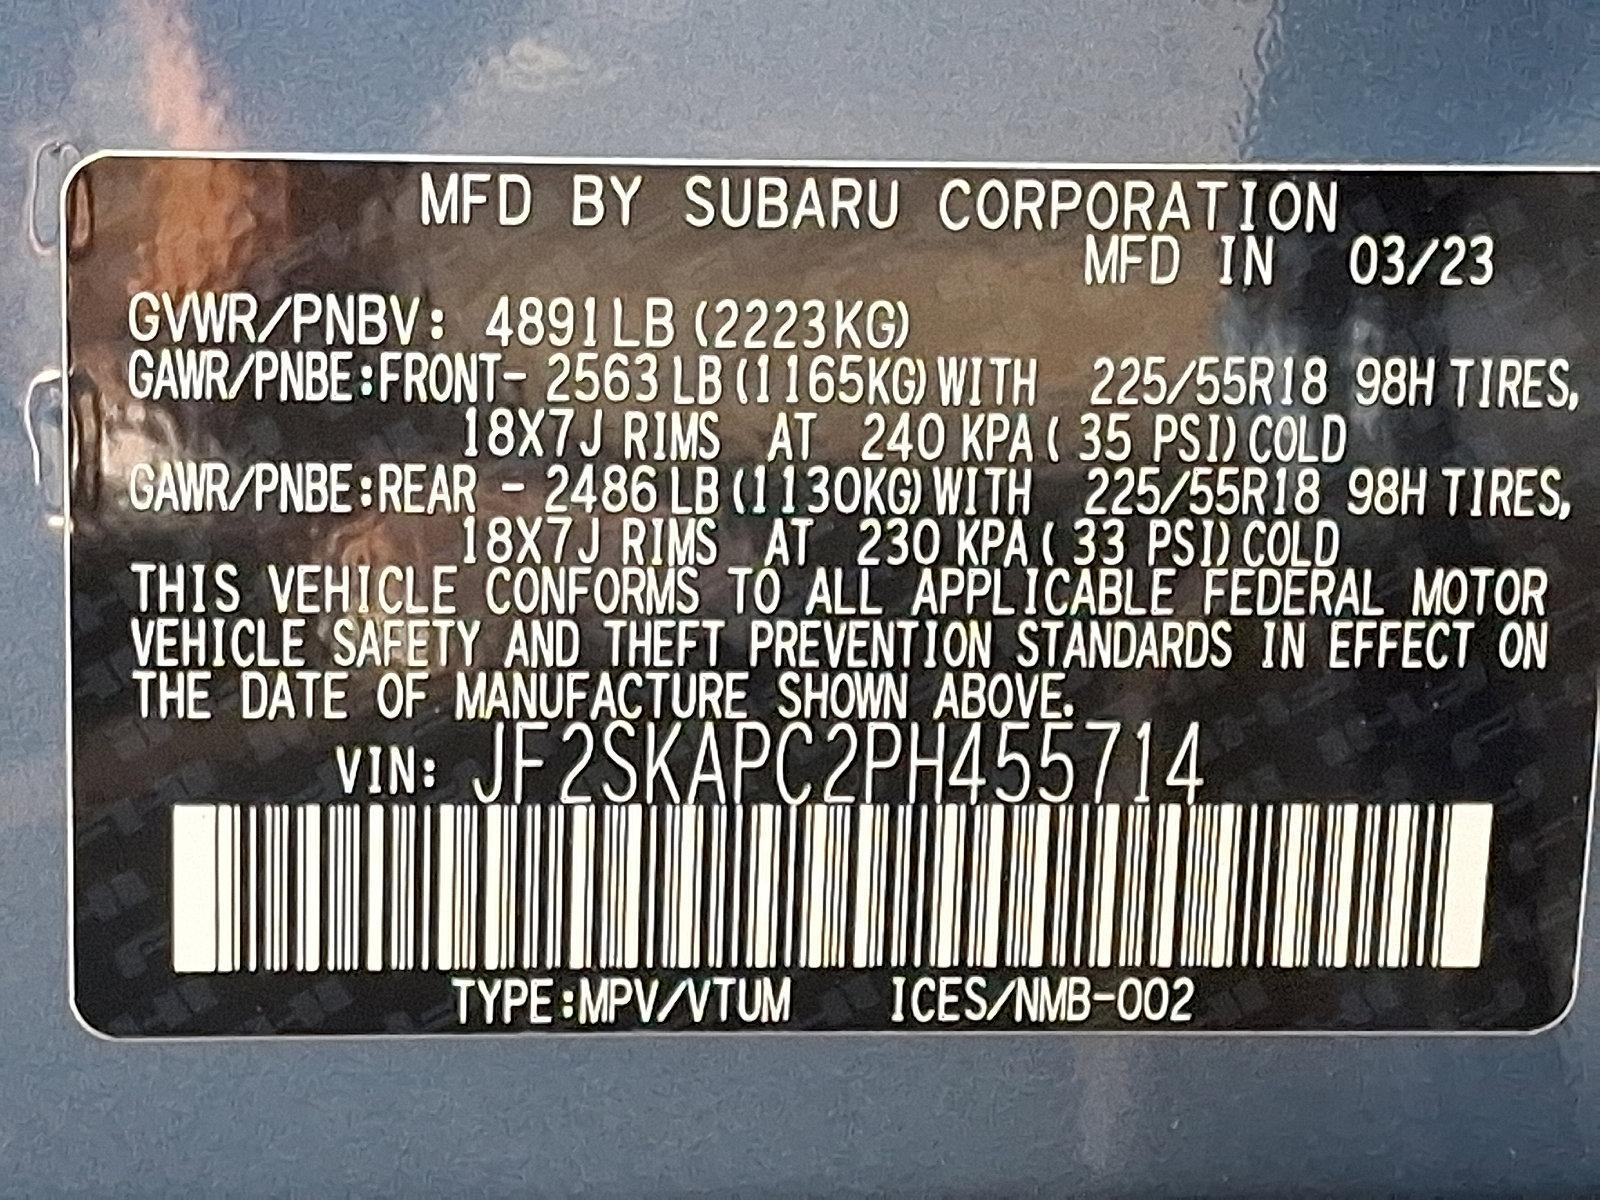 MFD BY SUBARU CORPORATION
MFD IN 03/23
GVWR/PNBV: 4891LB (2223KG)
GAWR/PNBE:FRONT- 2563LB(1165KG)WITH 225/55R18 98H TIRES,
18X7J RIMS AT 240 KPA( 35 PSI)COLD
GAWR/PNBE:REAR - 2486LB(1130KG)WITH 225/55R18 98H TIRES,
18X7J RIMS AT 230 KPA( 33 PSI)COLD
THIS VEHICLE CONFORMS TO ALL APPLICABLE FEDERAL MOTOR
VEHICLE SAFETY AND THEFT PREVENTION STANDARDS IN EFFECT ON
THE DATE OF MANUFACTURE SHOWN ABOVE.
VIN: JF2SKAPC2PH455714
TYPE:MPV/VTUM ICES/NMB-002